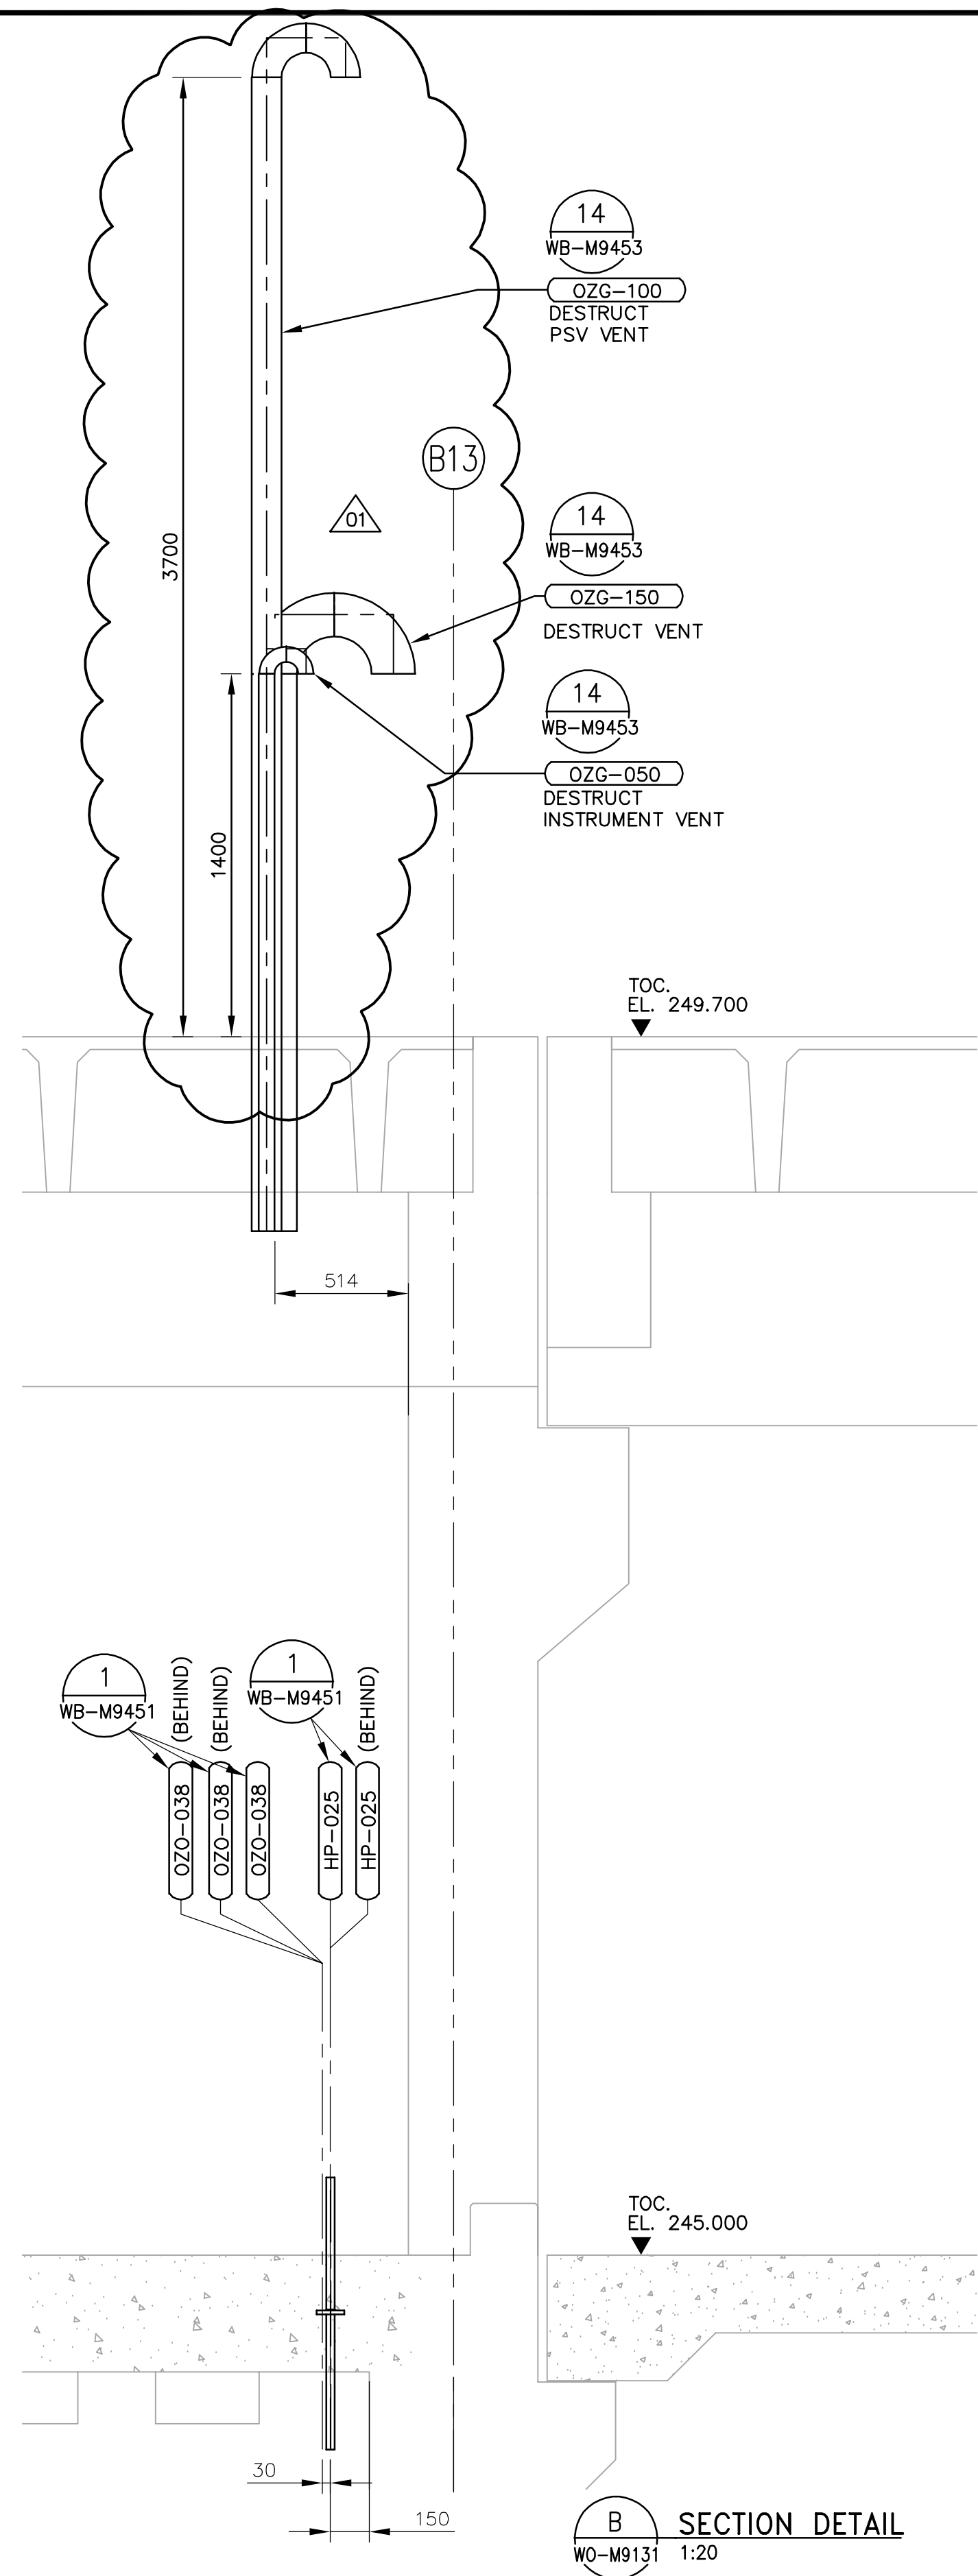 14
WB-M9453
OZG-100
DESTRUCT
PSV VENT
B13
01
3700
14
WB-M9453
OZG-150
DESTRUCT VENT
14
WB-M9453
OZG-050
DESTRUCT
INSTRUMENT VENT
1400
TOC.
EL. 249.700
514
1
WB-M9451
(BEHIND)
(BEHIND)
1
WB-M9451
(BEHIND)
OZO-038
OZO-038
OZO-038
HP-025
HP-025
TOC.
EL. 245.000
30
150
B
WO-M9131
SECTION DETAIL
1:20